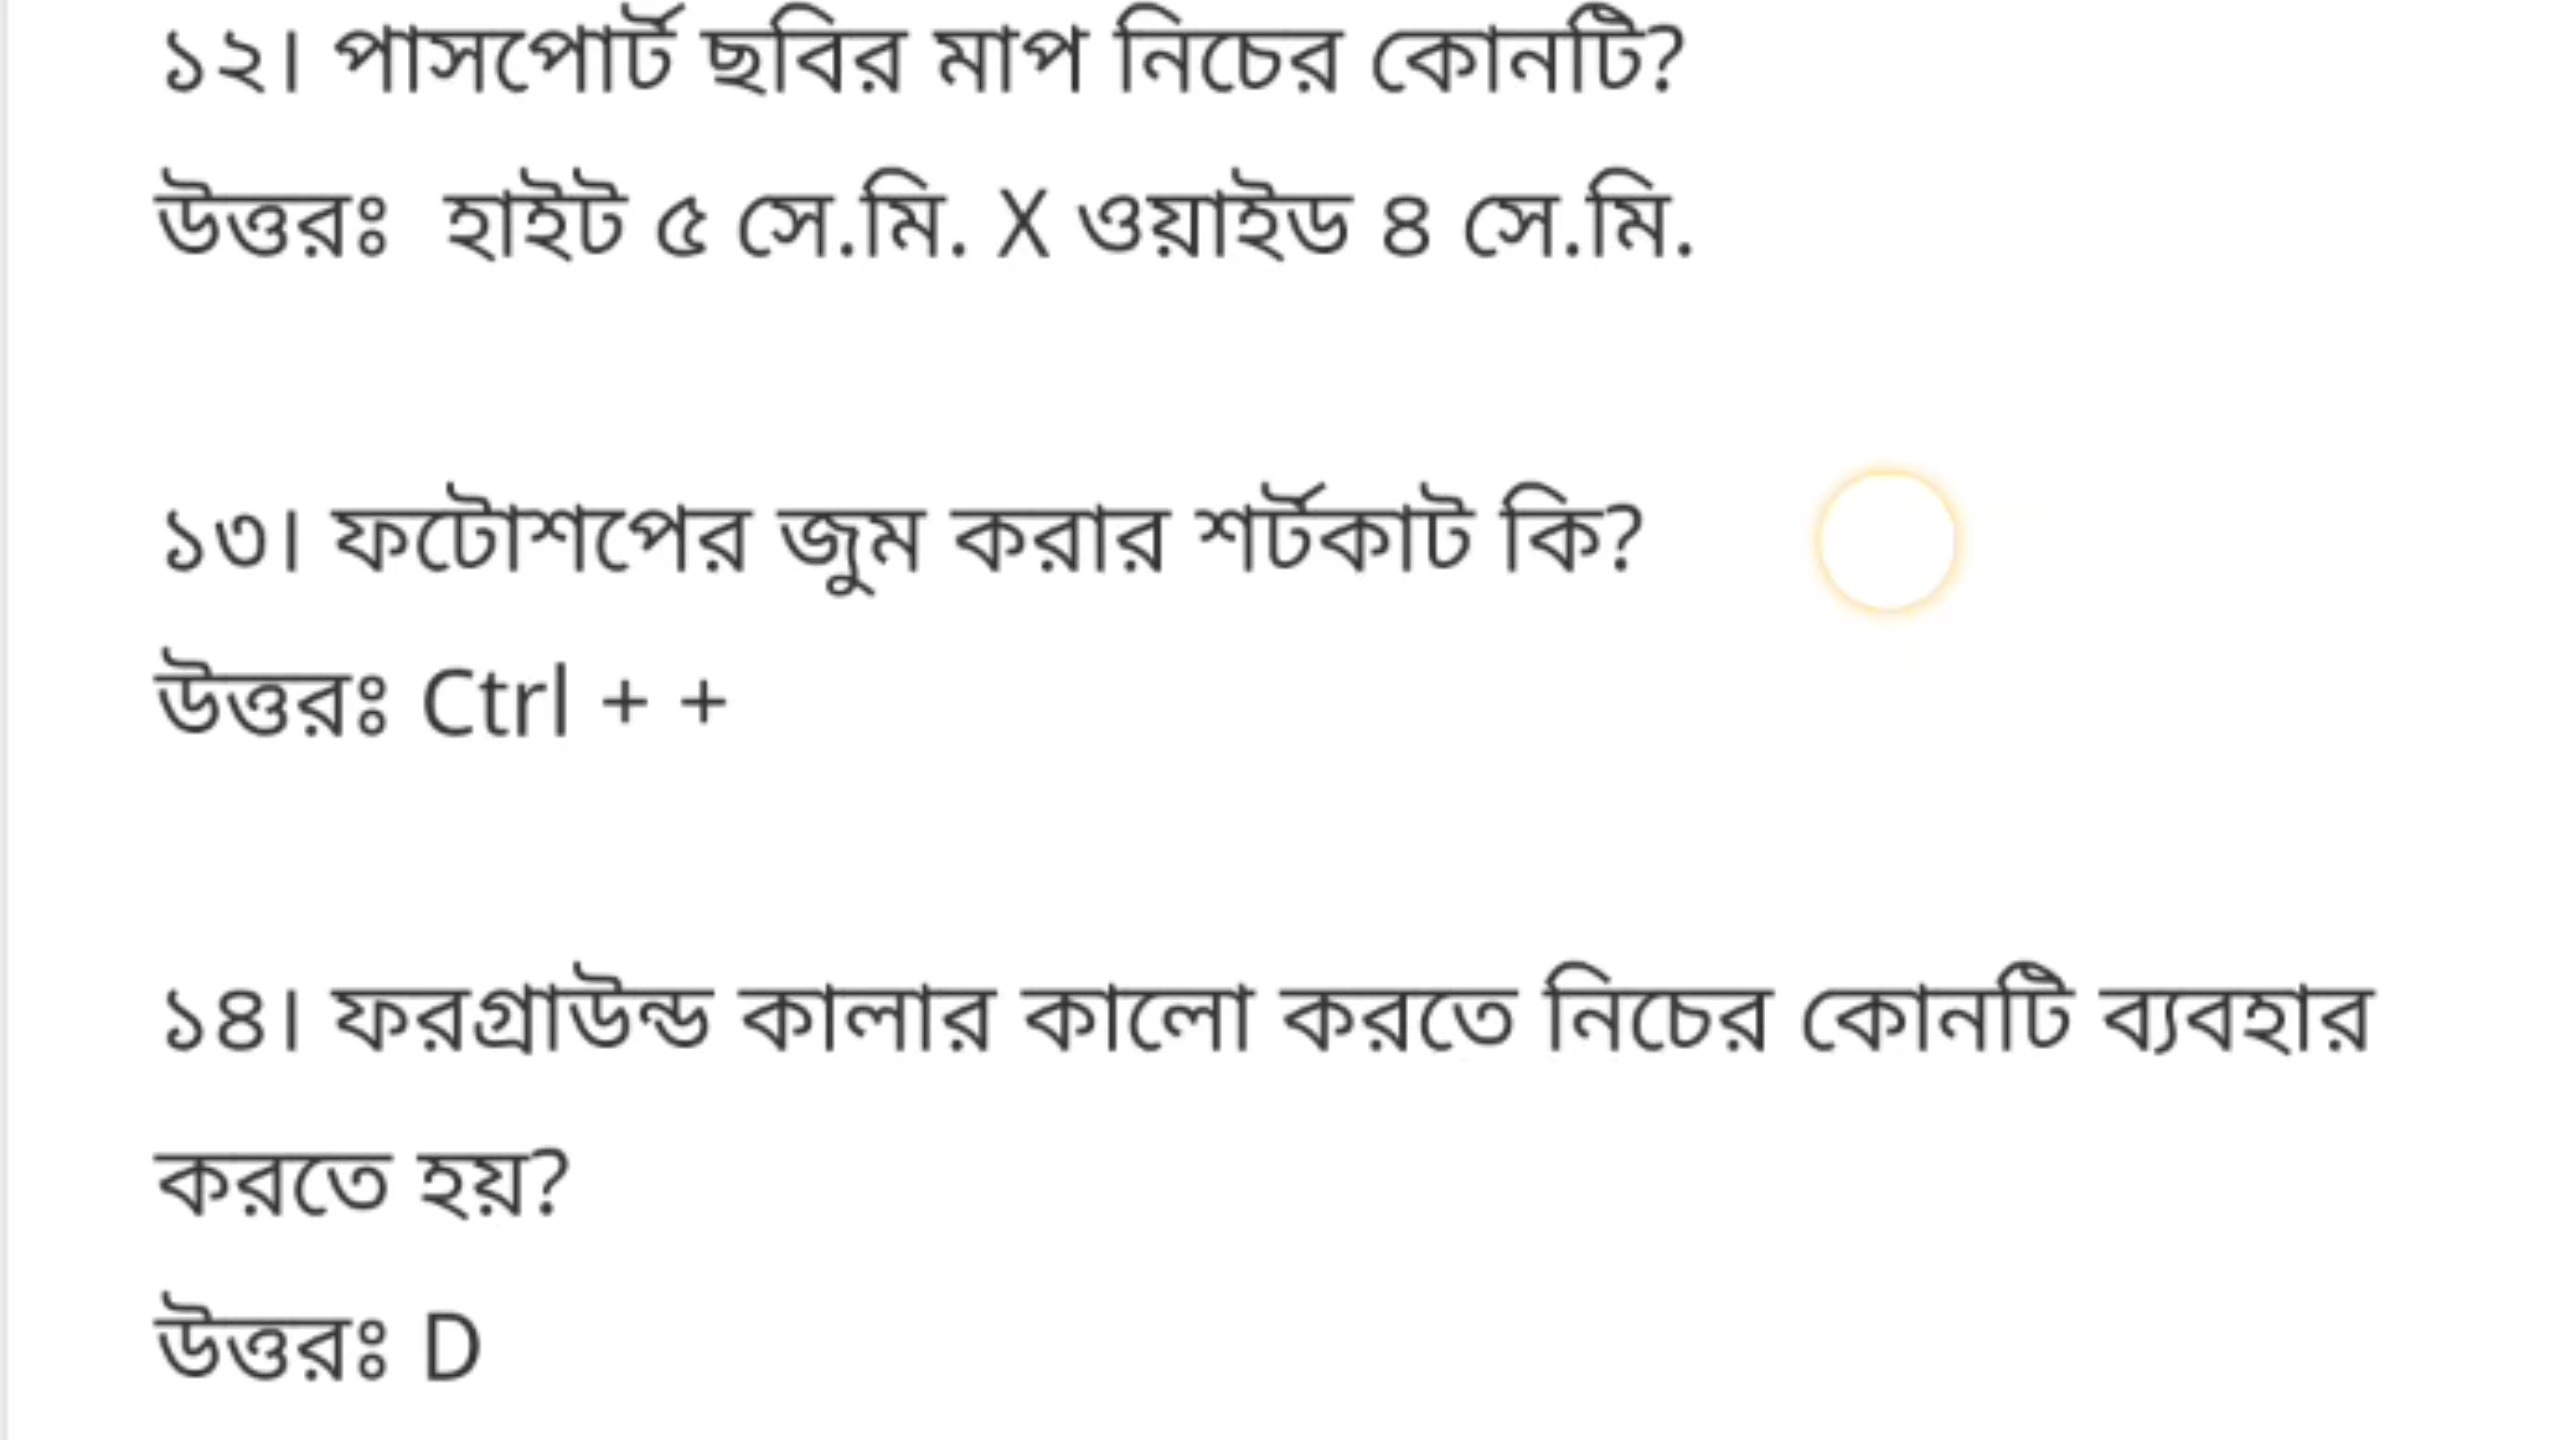 ১২। পাসপোর্ট ছবির মাপ নিচের কোনটি?
উত্তরঃ হাইট ৫ সে.মি. X ওয়াইড ৪ সে.মি.
১৩। ফটোশপের জুম করার শর্টকাট কি?
উত্তরঃ Ctrl + +
১৪। ফরগ্রাউন্ড কালার কালো করতে নিচের কোনটি ব্যবহার
করতে হয়?
উত্তরঃ D